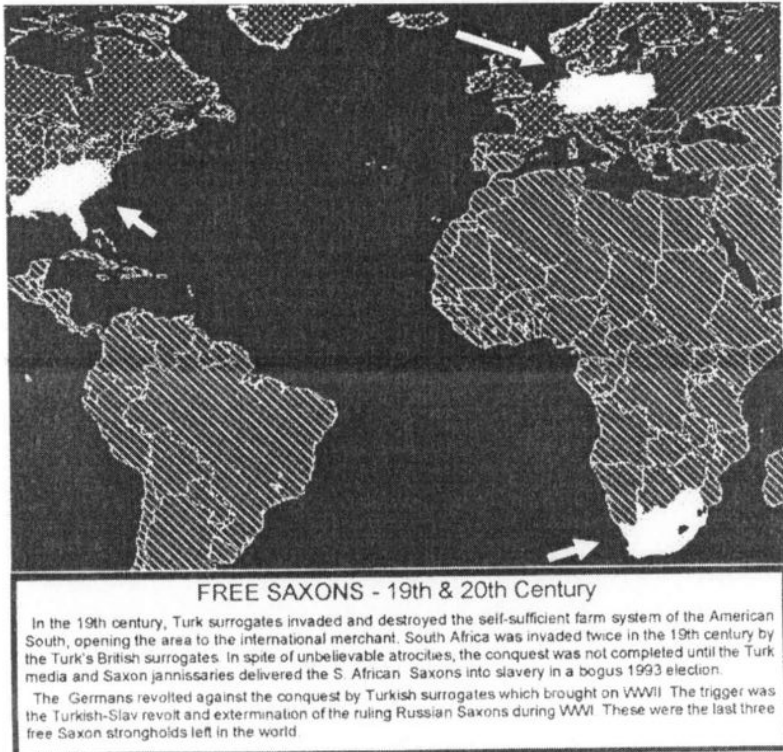 FREE SAXONS - 19th & 20th Century
In the 19th century, Turk surrogates invaded and destroyed the self-sufficient farm system of the American
South, opening the area to the international merchant. South Africa was invaded twice in the 19th century by
the Turk's British surrogates. In spite of unbelievable atrocities, the conquest was not completed until the Turk
media and Saxon jannissaries delivered the S. African Saxons into slavery in a bogus 1993 election.
The Germans revolted against the conquest by Turkish surrogates which brought on WWII. The trigger was
the Turkish-Slav revolt and extermination of the ruling Russian Saxons during WWI. These were the last three
free Saxon strongholds left in the world.